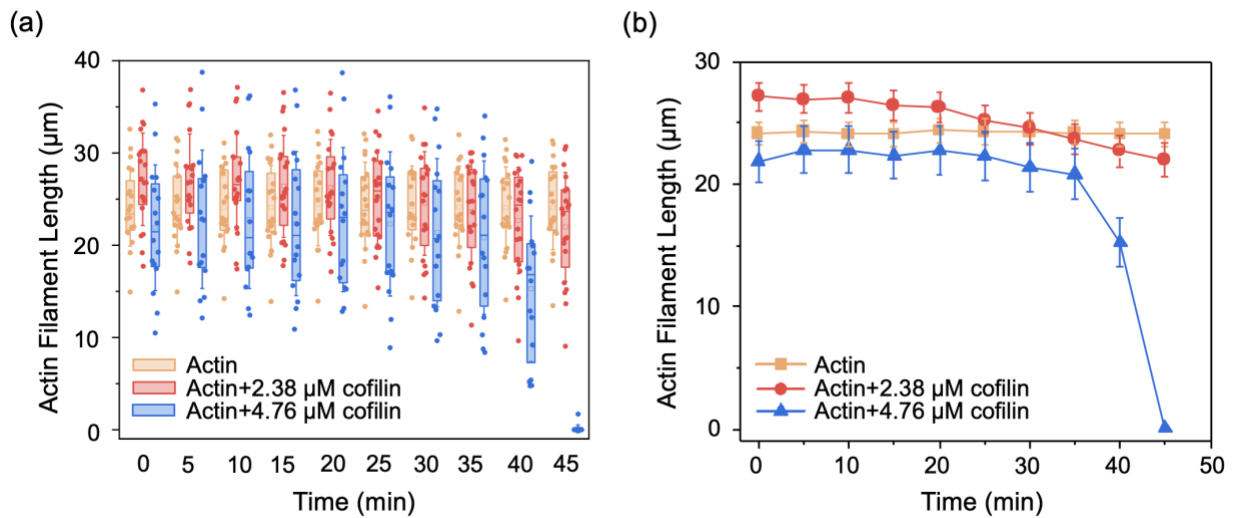 (a)
Actin Filament Length (µm)
40
30
20
10
0
Actin
Actin+2.38 µM cofilin
Actin+4.76 µM cofilin
0 5 10 15 20 25 30 35 40 45
Time (min)
(b)
Actin Filament Length (µm)
30
20
10
0
Actin
Actin+2.38 µM cofilin
Actin+4.76 µM cofilin
0 10 20 30 40 50
Time (min)